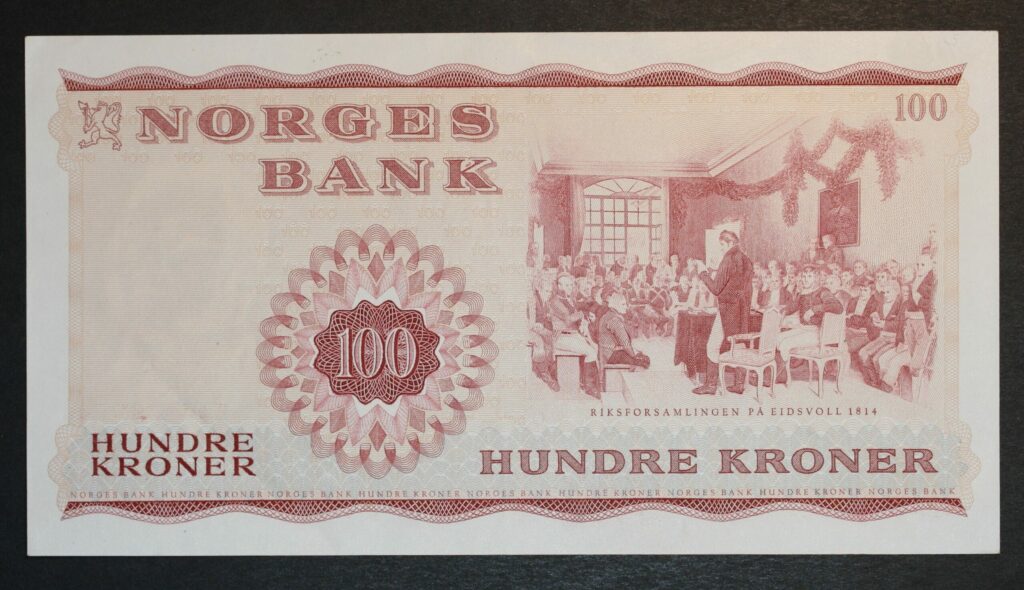 NORGES
BANK
100
100
RIKSFORSAMLINGEN PÅ EIDSVOLL 1814
HUNDRE
KRONER
HUNDRE KRONER
NORGES BANK HUNDRE KRONER NORGES BANK HUNDRE KRONER NORGES BANK HUNDRE KRONER NORGES BANK HUNDRE KRONER NORGES BANK